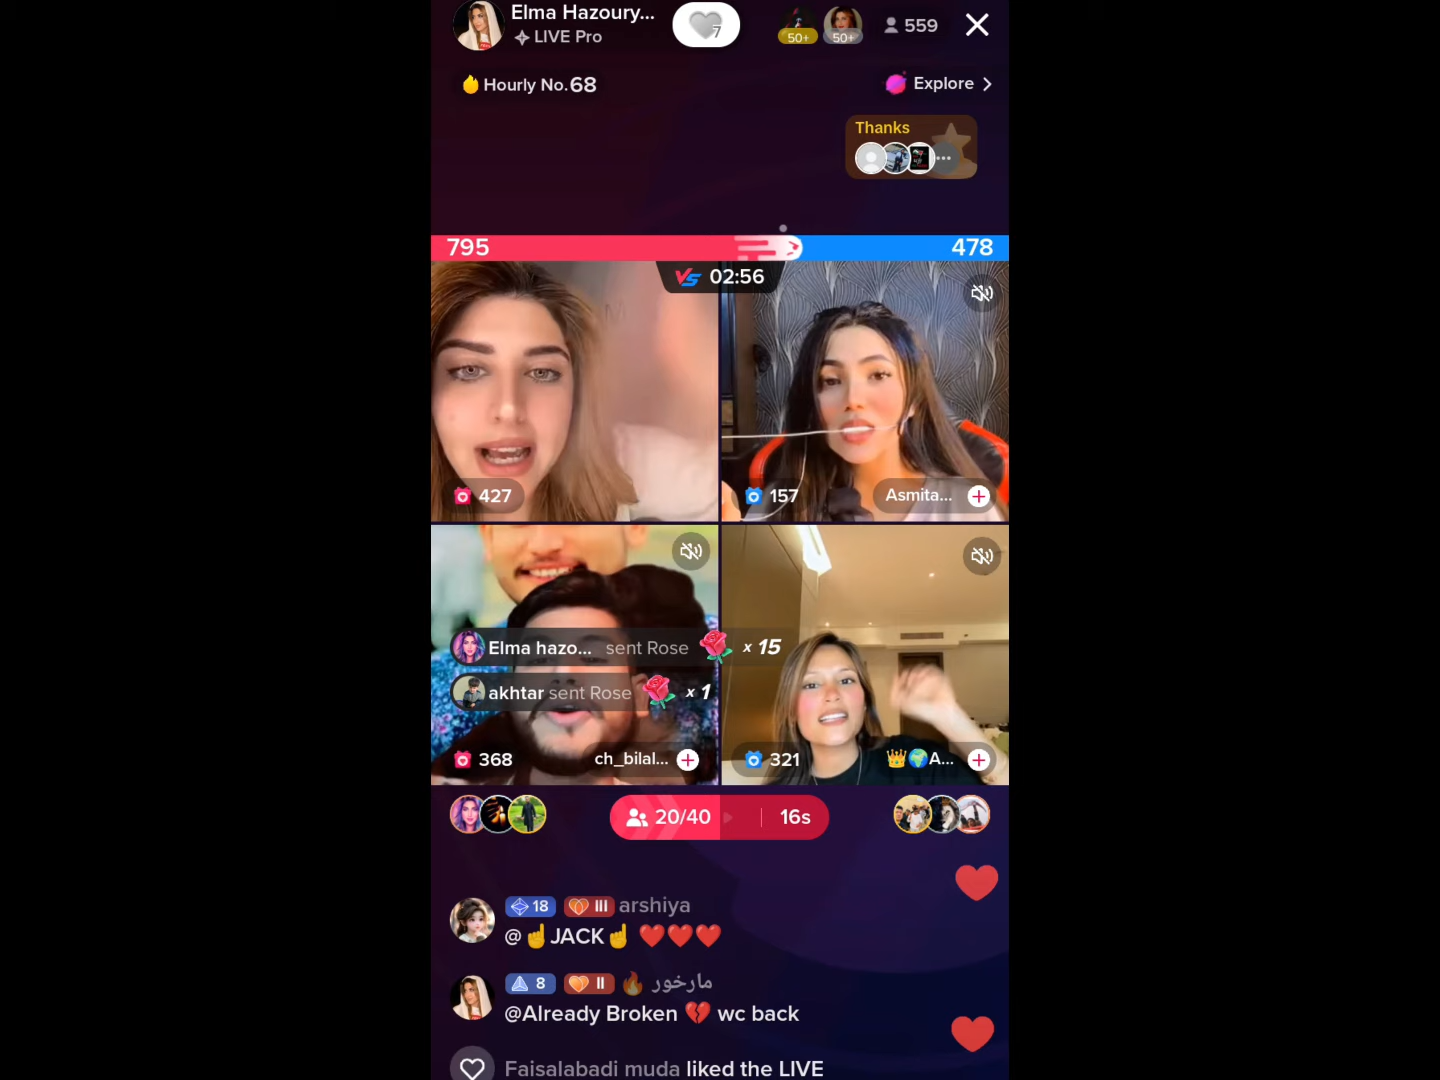 Elma Hazoury...
LIVE Pro
7
50+
50+
559
Hourly No.68
Explore
Thanks
795
478
VS 02:56
427
157
Asmita...
Elma hazo... sent Rose x 15
akhtar sent Rose x 1
368
ch_bilal...
321
👑🌍A...
20/40
16s
18 III arshiya
@☝️JACK☝️ ❤️❤️❤️
8 II 🔥 مارخور
@Already Broken 💔 wc back
Faisalabadi muda liked the LIVE